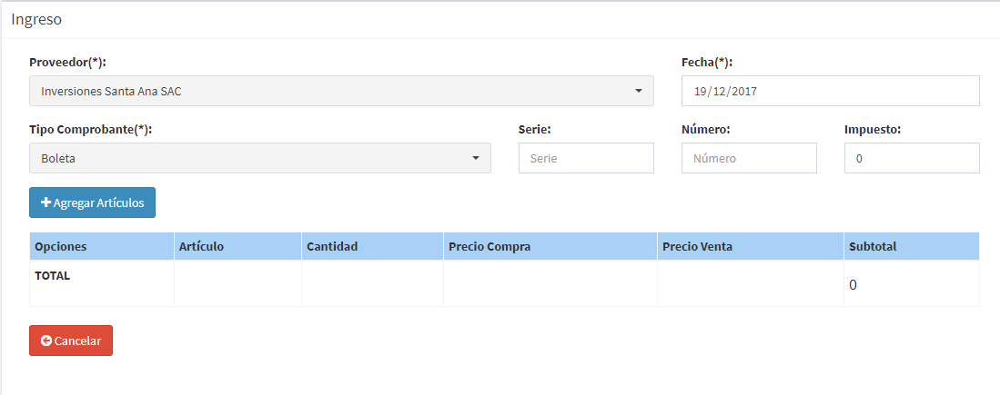 Ingreso
Proveedor(*): Fecha(*):
Inversiones Santa Ana SAC 19/12/2017
Tipo Comprobante(*): Serie: Número: Impuesto:
Boleta Serie Número 0
Agregar Artículos
Opciones Artículo Cantidad Precio Compra Precio Venta Subtotal
TOTAL 0
Cancelar